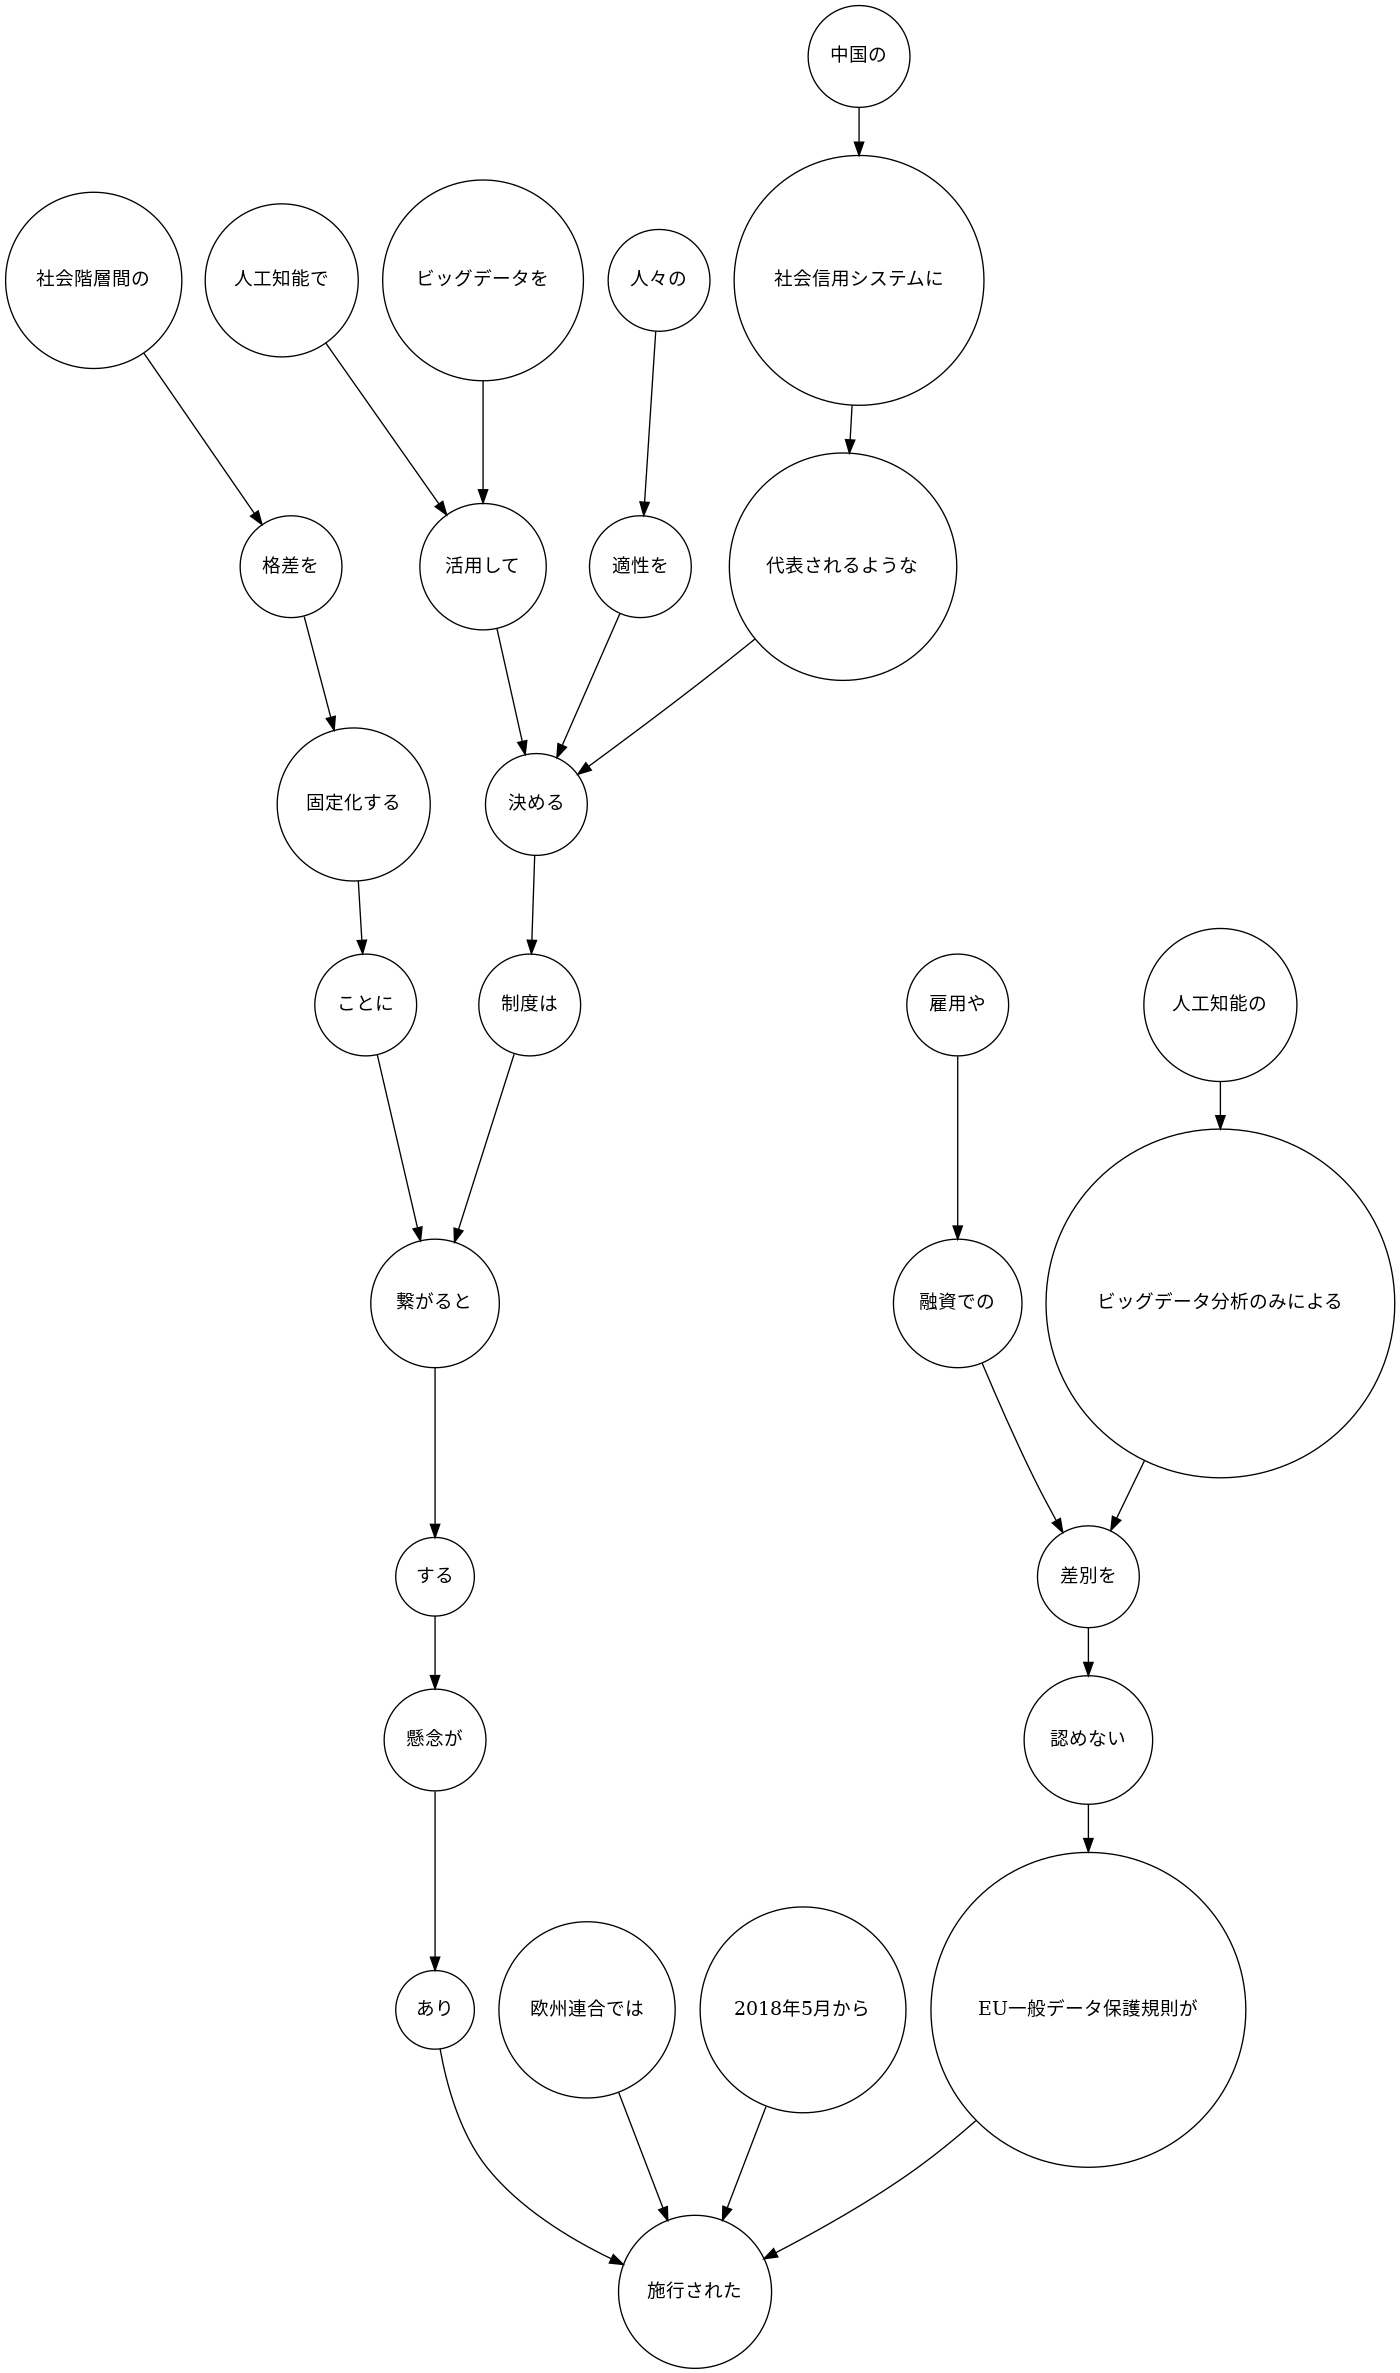 中国の
社会階層間の
人工知能で
ビッグデータを
人々の
社会信用システムに
格差を
活用して
適性を
代表されるような
固定化する
決める
ことに
制度は
雇用や
人工知能の
繋がると
融資での
ビッグデータ分析のみによる
する
差別を
懸念が
認めない
あり
欧州連合では
2018年5月から
EU一般データ保護規則が
施行された